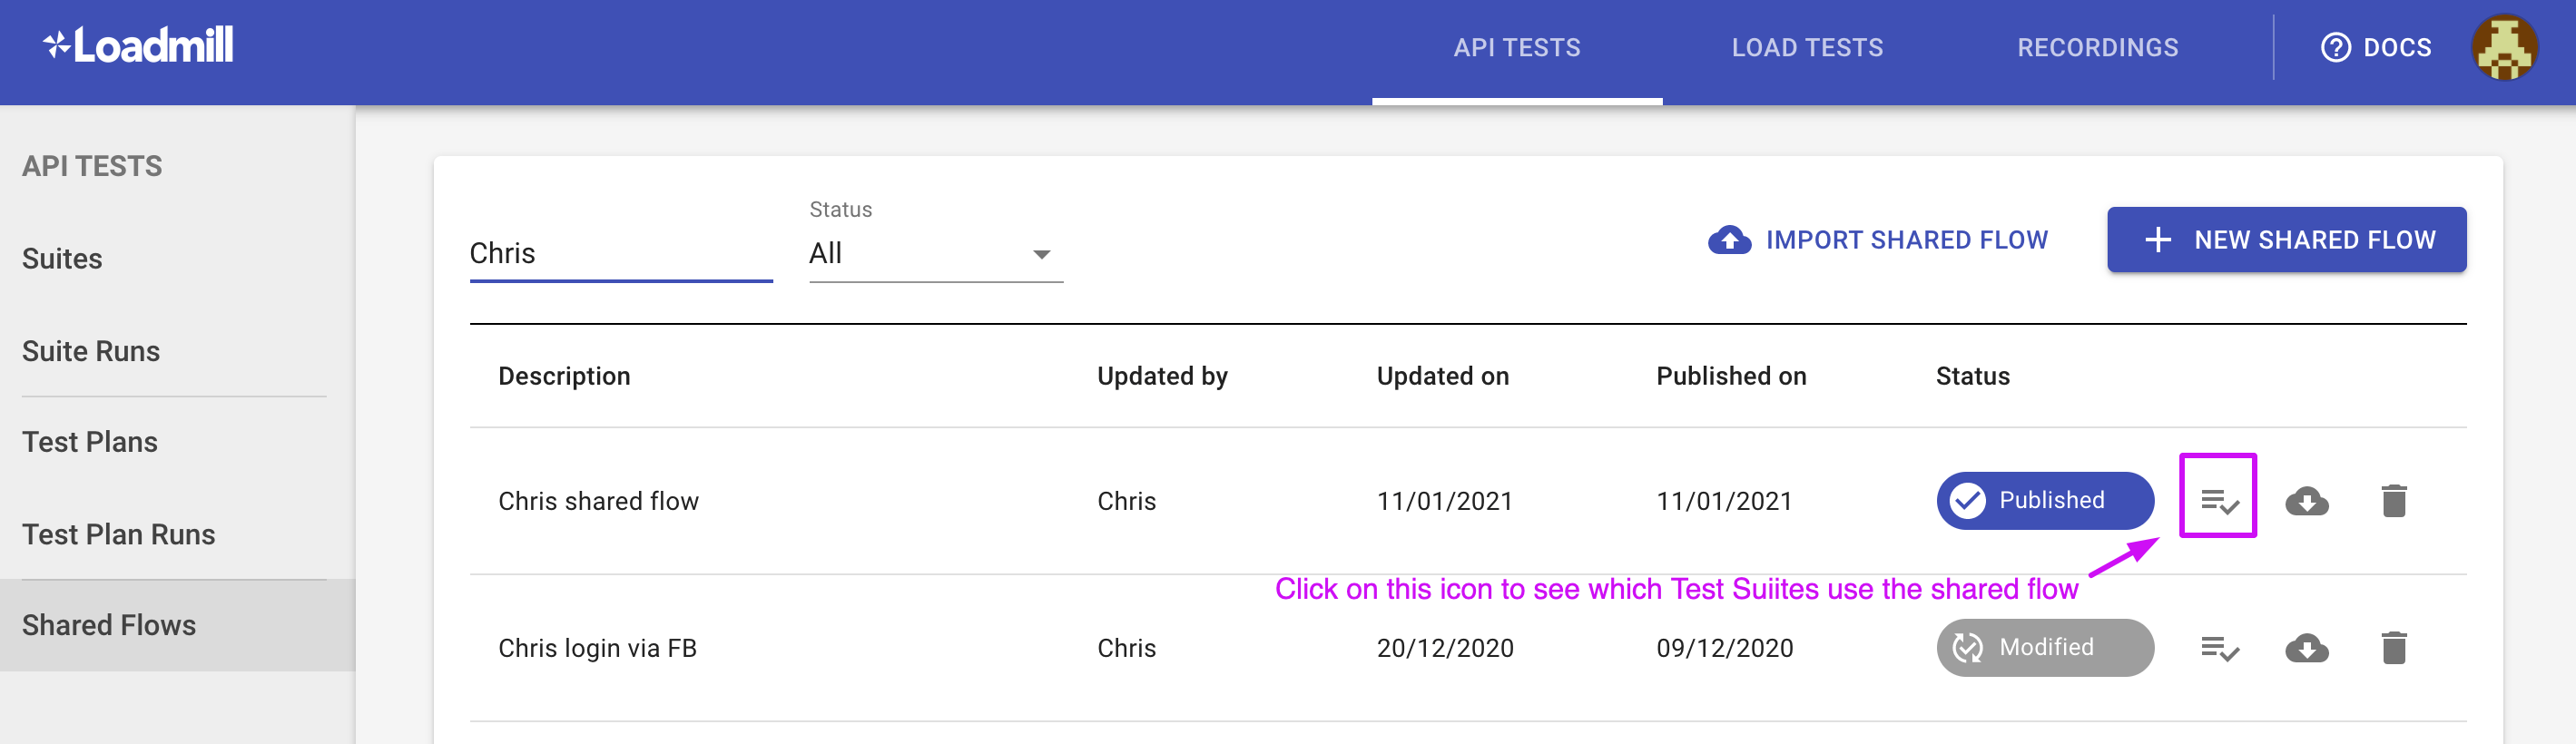 Loadmill
API TESTS
LOAD TESTS
RECORDINGS
DOCS
API TESTS
Suites
Suite Runs
Test Plans
Test Plan Runs
Shared Flows
Chris
Status
All
IMPORT SHARED FLOW
NEW SHARED FLOW
Description Updated by Updated on Published on Status
Chris shared flow Chris 11/01/2021 11/01/2021 Published
Click on this icon to see which Test Suiites use the shared flow
Chris login via FB Chris 20/12/2020 09/12/2020 Modified